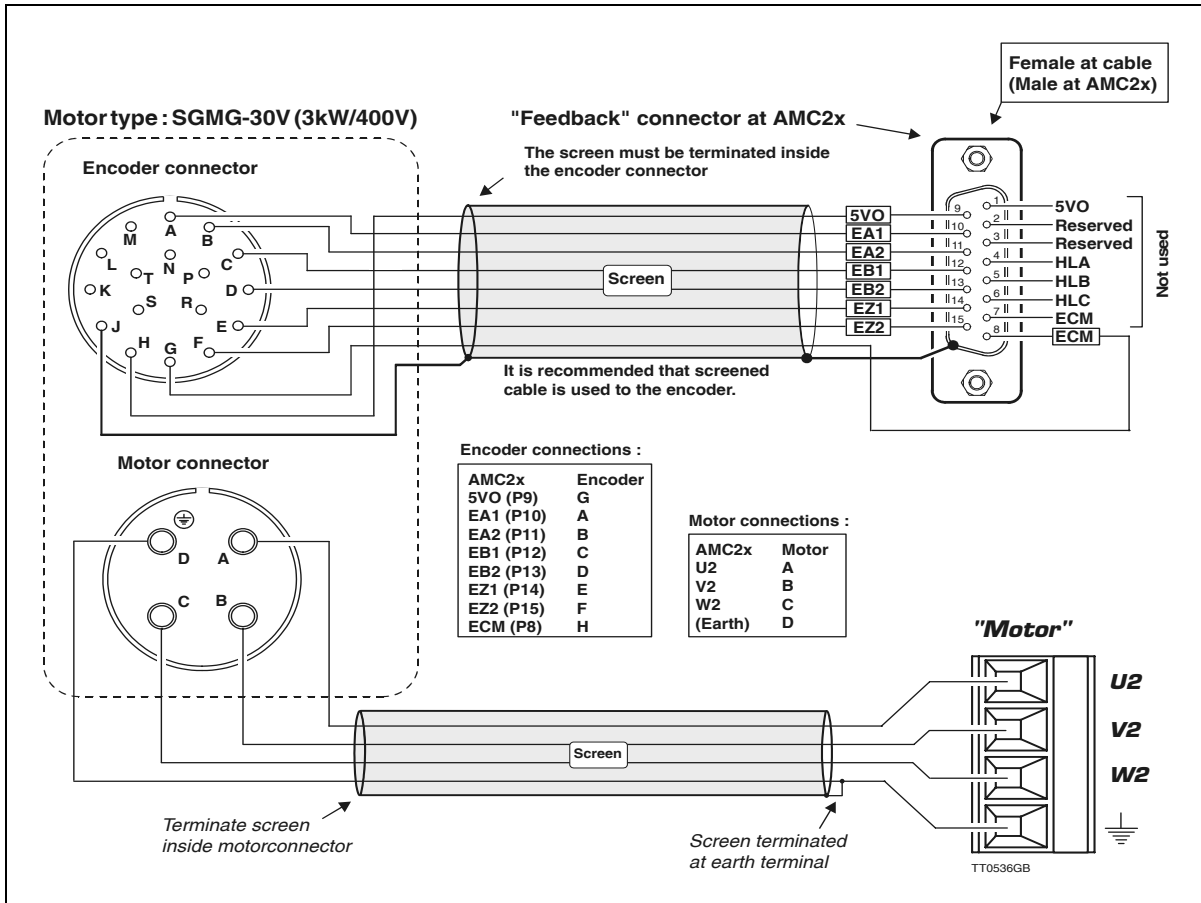 Female at cable
(Male at AMC2x)
Motor type : SGMG-30V (3kW/400V)
"Feedback" connector at AMC2x
Encoder connector
The screen must be terminated inside
the encoder connector
A
B
C
D
E
F
G
H
J
K
L
M
N
P
R
S
T
Screen
5VO
EA1
EA2
EB1
EB2
EZ1
EZ2
9
10
11
12
13
14
15
1
2
3
4
5
6
7
8
5VO
Reserved
Reserved
HLA
HLB
HLC
ECM
ECM
Not used
It is recommended that screened
cable is used to the encoder.
Motor connector
D
A
C
B
Encoder connections :
AMC2x Encoder
5VO (P9) G
EA1 (P10) A
EA2 (P11) B
EB1 (P12) C
EB2 (P13) D
EZ1 (P14) E
EZ2 (P15) F
ECM (P8) H
Motor connections :
AMC2x Motor
U2 A
V2 B
W2 C
(Earth) D
"Motor"
U2
V2
W2
Screen
Terminate screen
inside motorconnector
Screen terminated
at earth terminal
TT0536GB